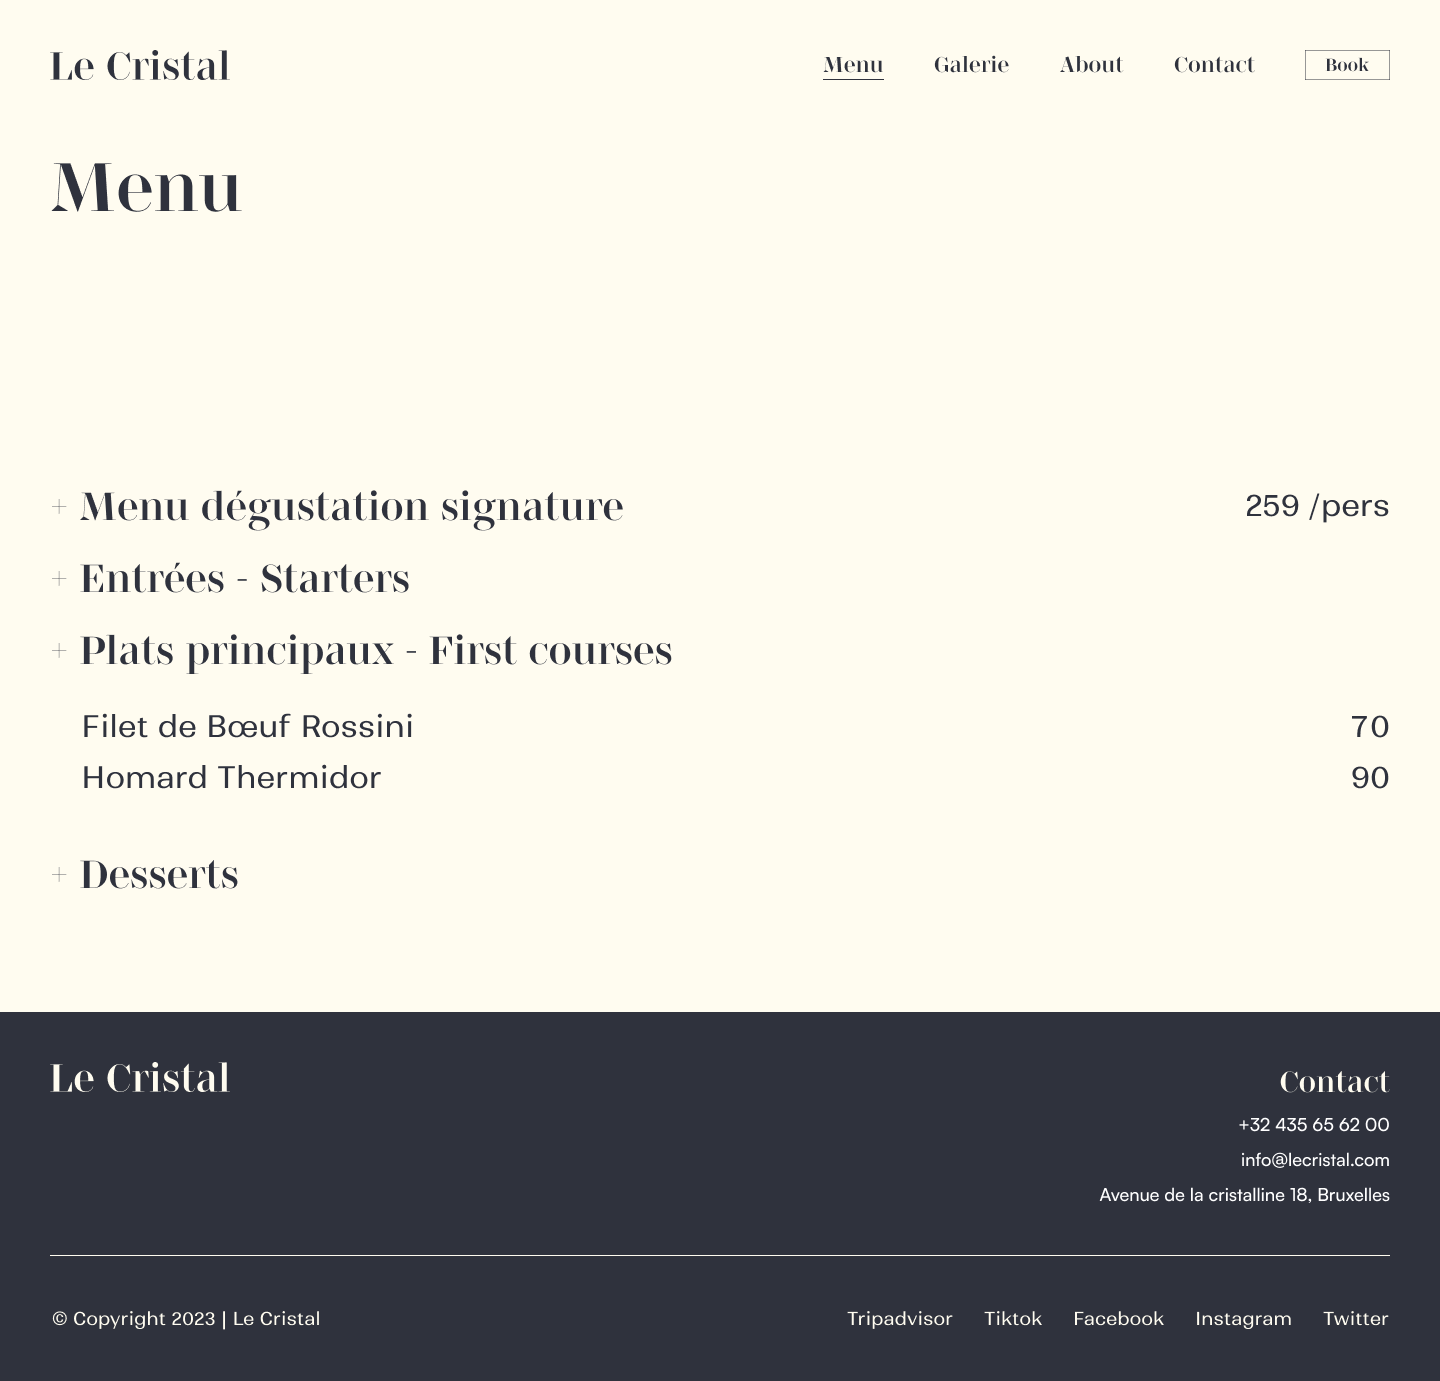 Le Cristal
Menu Galerie About Contact Book
Menu
+ Menu dégustation signature 259 /pers
+ Entrées - Starters
+ Plats principaux - First courses
Filet de Bœuf Rossini 70
Homard Thermidor 90
+ Desserts
Le Cristal
Contact
+32 435 65 62 00
info@lecristal.com
Avenue de la cristalline 18, Bruxelles
© Copyright 2023 | Le Cristal Tripadvisor Tiktok Facebook Instagram Twitter